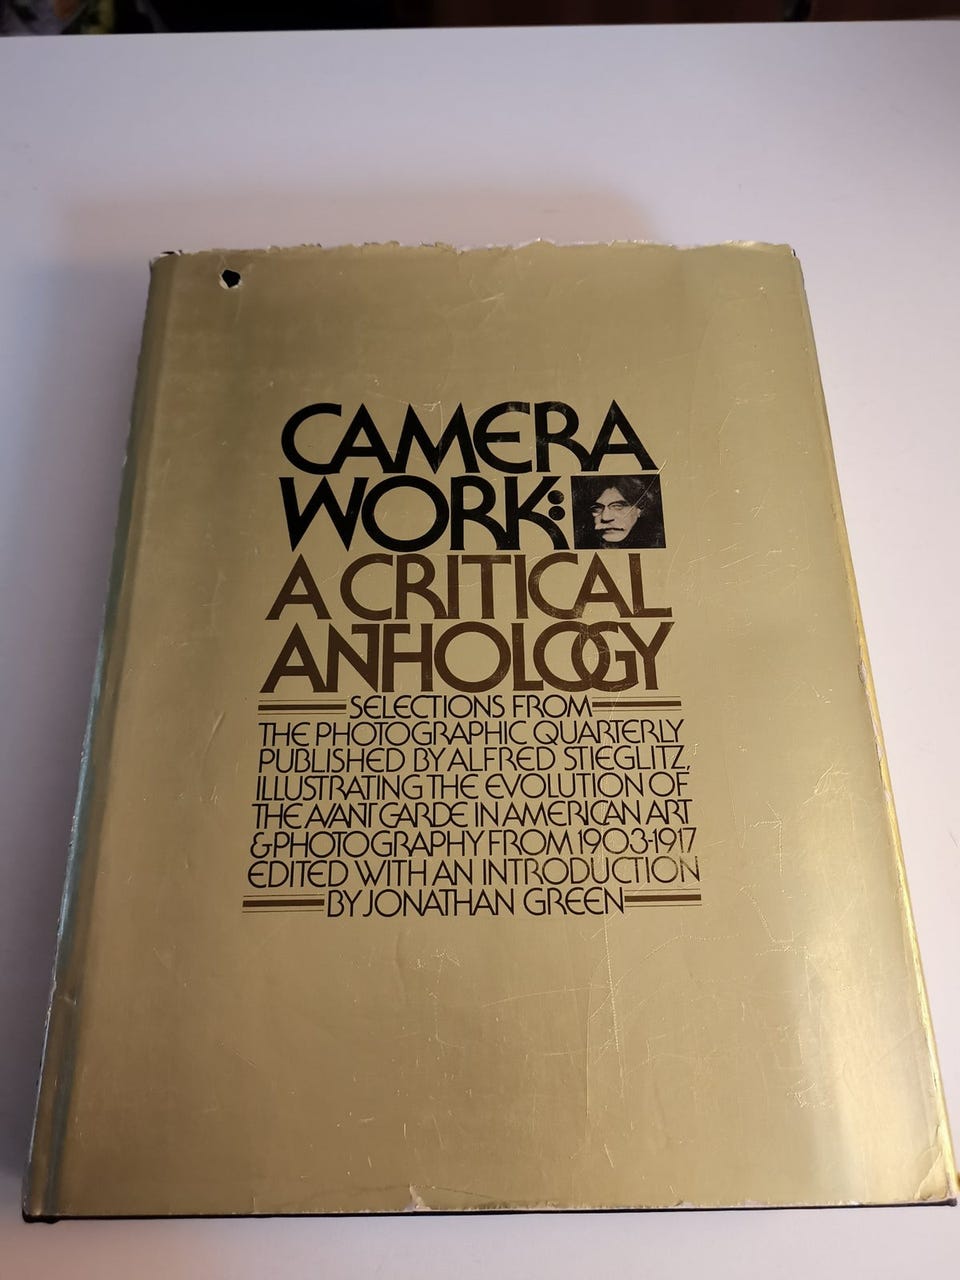 CAMERA
WORK:
A CRITICAL
ANTHOLOGY
SELECTIONS FROM
THE PHOTOGRAPHIC QUARTERLY
PUBLISHED BY ALFRED STIEGLITZ,
ILLUSTRATING THE EVOLUTION OF
THE AVANT GARDE IN AMERICAN ART
& PHOTOGRAPHY FROM 1903-1917
EDITED WITH AN INTRODUCTION
BY JONATHAN GREEN